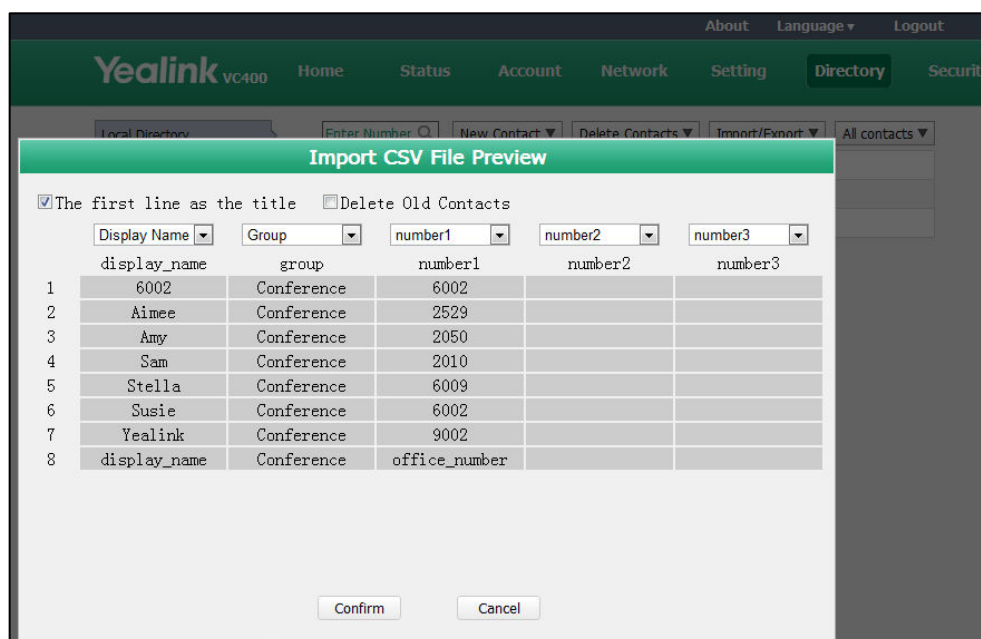 About Language▼ Logout
Yealink VC400 Home Status Account Network Setting Directory Securit
Local Directory Enter Number New Contact▼ Delete Contacts▼ Import/Export▼ All contacts▼
Import CSV File Preview
The first line as the title Delete Old Contacts
Display Name Group number1 number2 number3
display_name group number1 number2 number3
1 6002 Conference 6002
2 Aimee Conference 2529
3 Amy Conference 2050
4 Sam Conference 2010
5 Stella Conference 6009
6 Susie Conference 6002
7 Yealink Conference 9002
8 display_name Conference office_number
Confirm Cancel